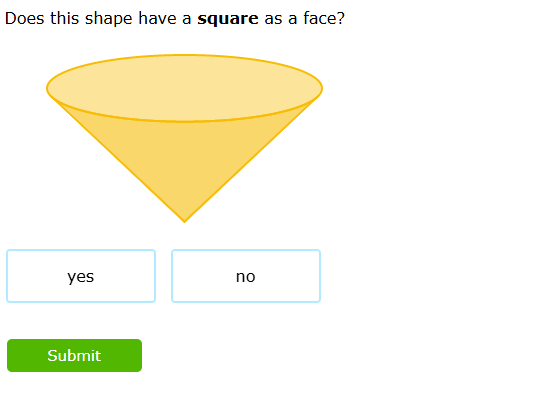 Does this shape have a square as a face?
yes
no
Submit